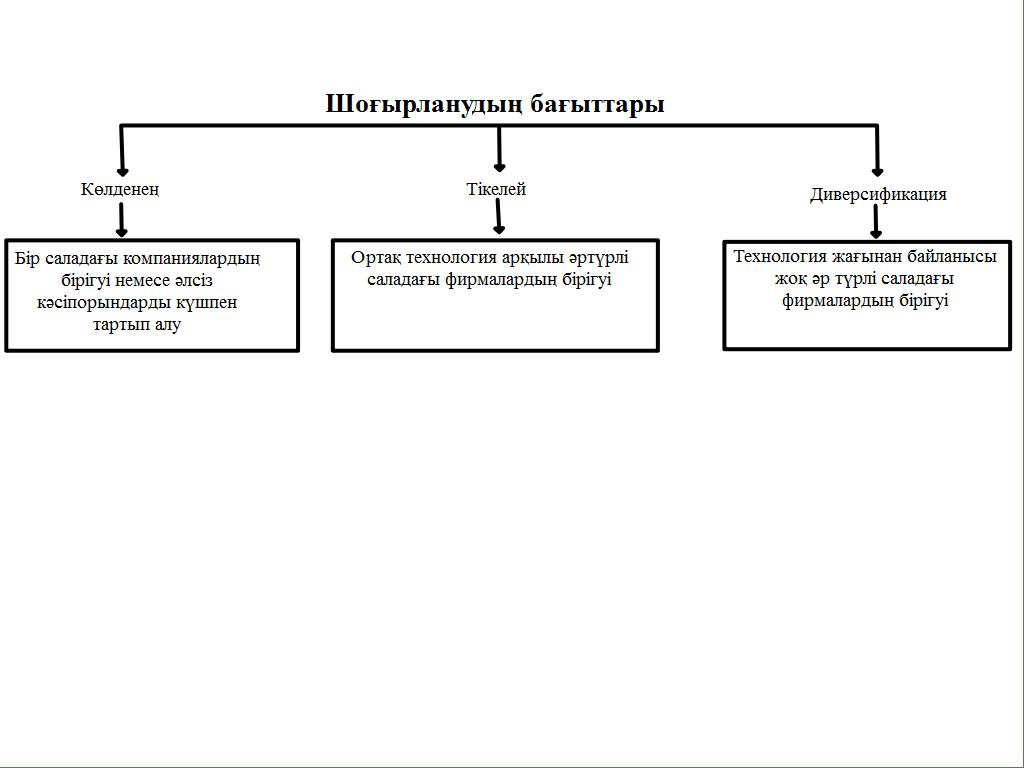 Шоғырланудың бағыттары
Көлденең
Тікелей
Диверсификация
Бір саладағы компаниялардың
бірігуі немесе әлсіз
кәсіпорындарды күшпен
тартып алу
Ортақ технология арқылы әртүрлі
саладағы фирмалардың бірігуі
Технология жағынан байланысы
жоқ әр түрлі саладағы
фирмалардың бірігуі